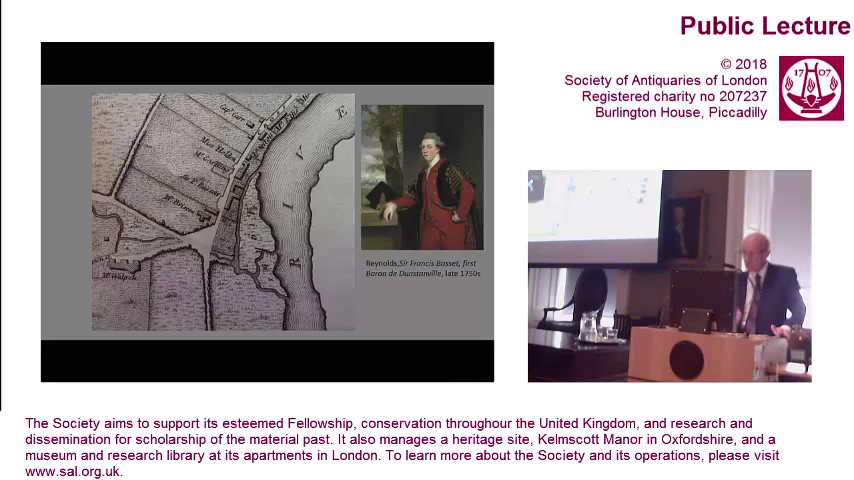 Public Lecture
© 2018
Society of Antiquaries of London
Registered charity no 207237
Burlington House, Piccadilly
17 07
Reynolds,Sir Francis Basset, first
Baron de Dunstanville, late 1750s
R I V E
The Society aims to support its esteemed Fellowship, conservation throughour the United Kingdom, and research and
dissemination for scholarship of the material past. It also manages a heritage site, Kelmscott Manor in Oxfordshire, and a
museum and research library at its apartments in London. To learn more about the Society and its operations, please visit
www.sal.org.uk.